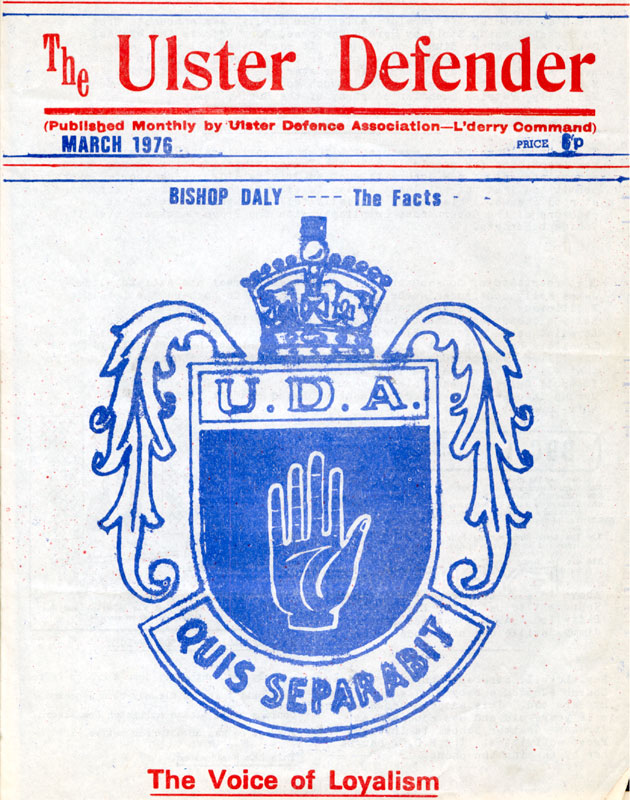 The Ulster Defender
(Published Monthly by Ulster Defence Association—L'derry Command)
MARCH 1976 PRICE 6p
BISHOP DALY ---- The Facts - -
U.D.A.
QUIS SEPARABIT
The Voice of Loyalism